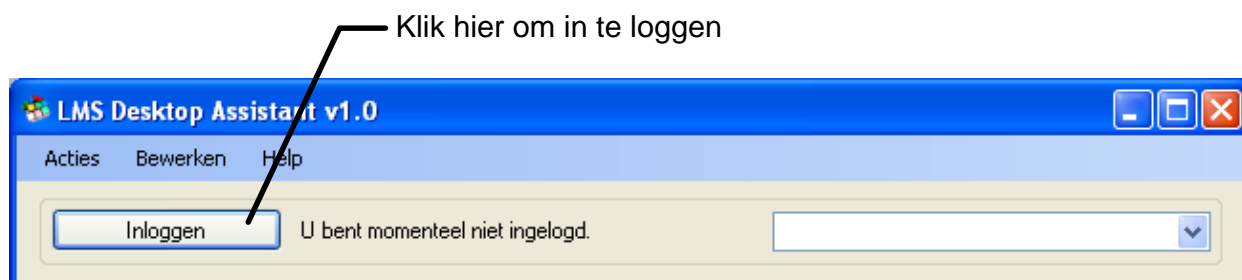 Klik hier om in te loggen
LMS Desktop Assistant v1.0
Acties Bewerken Help
Inloggen U bent momenteel niet ingelogd.